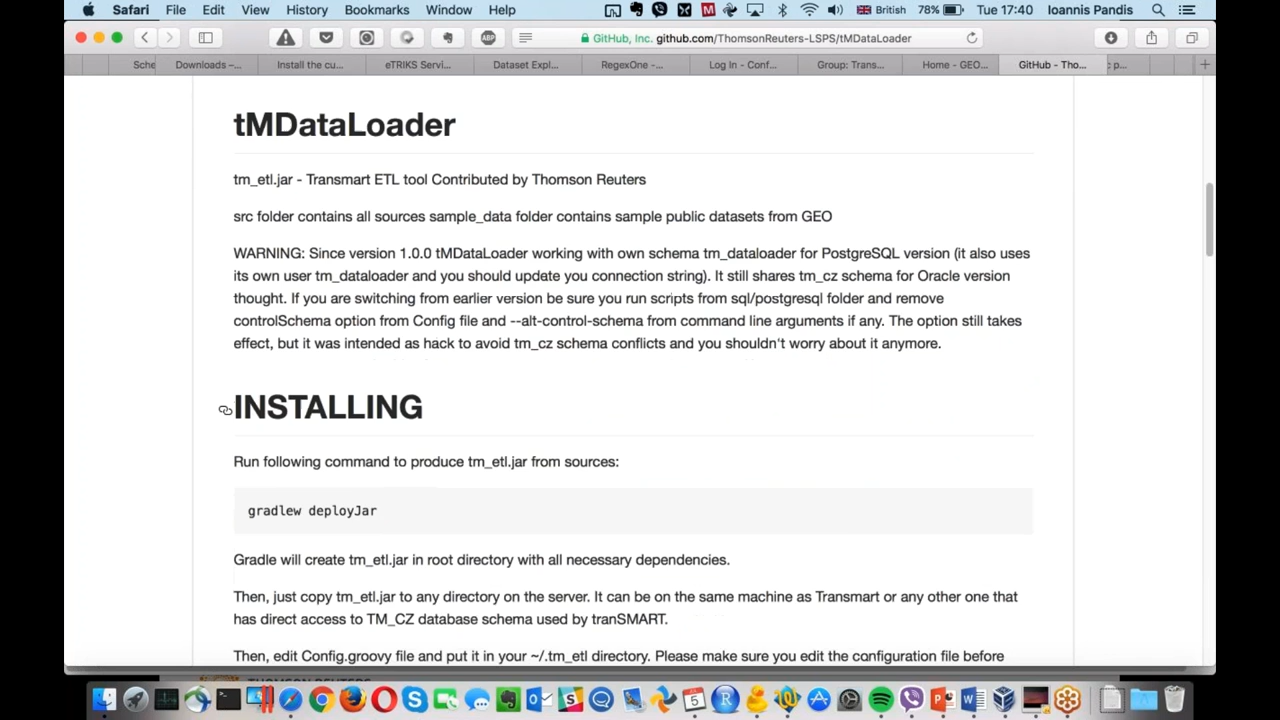 Safari File Edit View History Bookmarks Window Help British 78% Tue 17:40 Ioannis Pandis
ABP GitHub, Inc. github.com/ThomsonReuters-LSPS/tMDataLoader
Sche Downloads –... Install the cu... eTRIKS Servi... Dataset Expl... RegexOne -... Log In - Conf... Group: Trans... Home - GEO... GitHub - Tho... : p...
tMDataLoader
tm_etl.jar - Transmart ETL tool Contributed by Thomson Reuters
src folder contains all sources sample_data folder contains sample public datasets from GEO
WARNING: Since version 1.0.0 tMDataLoader working with own schema tm_dataloader for PostgreSQL version (it also uses
its own user tm_dataloader and you should update you connection string). It still shares tm_cz schema for Oracle version
thought. If you are switching from earlier version be sure you run scripts from sql/postgresql folder and remove
controlSchema option from Config file and --alt-control-schema from command line arguments if any. The option still takes
effect, but it was intended as hack to avoid tm_cz schema conflicts and you shouldn't worry about it anymore.
INSTALLING
Run following command to produce tm_etl.jar from sources:
gradlew deployJar
Gradle will create tm_etl.jar in root directory with all necessary dependencies.
Then, just copy tm_etl.jar to any directory on the server. It can be on the same machine as Transmart or any other one that
has direct access to TM_CZ database schema used by tranSMART.
Then, edit Config.groovy file and put it in your ~/.tm_etl directory. Please make sure you edit the configuration file before